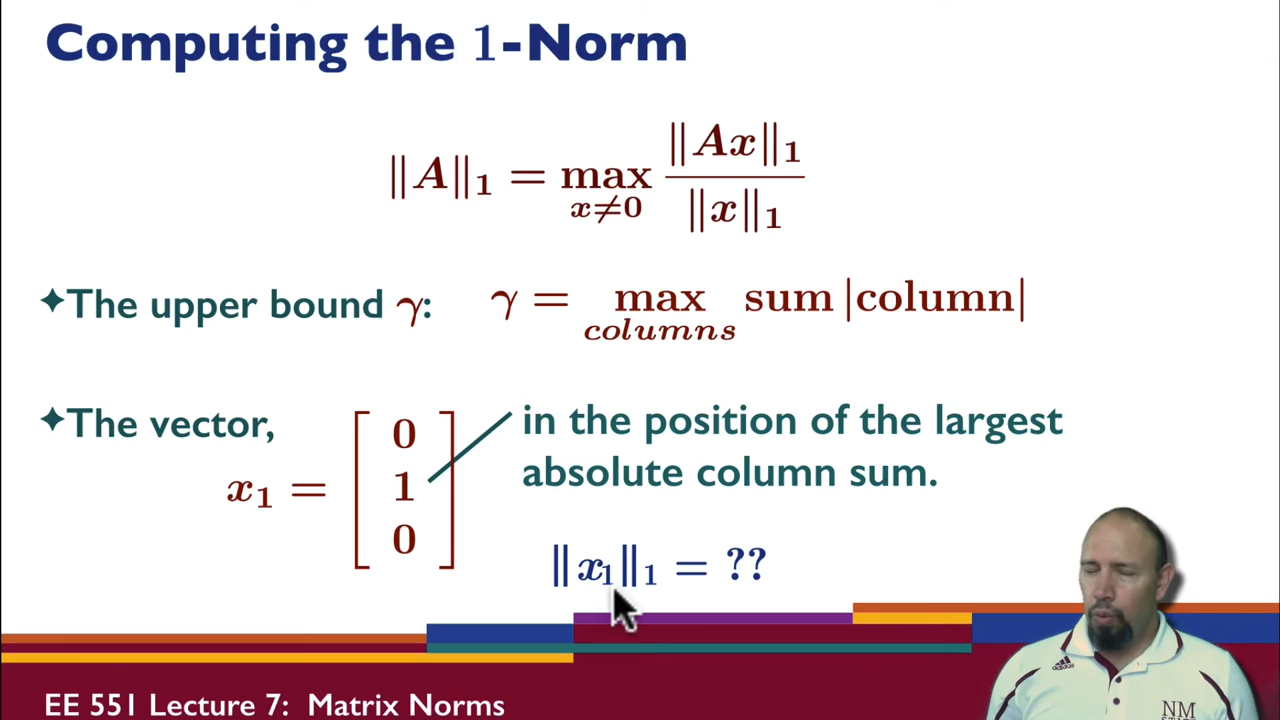 Computing the 1-Norm
‖A‖₁ = max x≠0 ‖Ax‖₁ / ‖x‖₁
✦The upper bound γ: γ = max columns sum |column|
✦The vector,
x₁ = [ 0 1 0 ]
in the position of the largest
absolute column sum.
‖x₁‖₁ = ??
EE 551 Lecture 7: Matrix Norms
adidas
NM